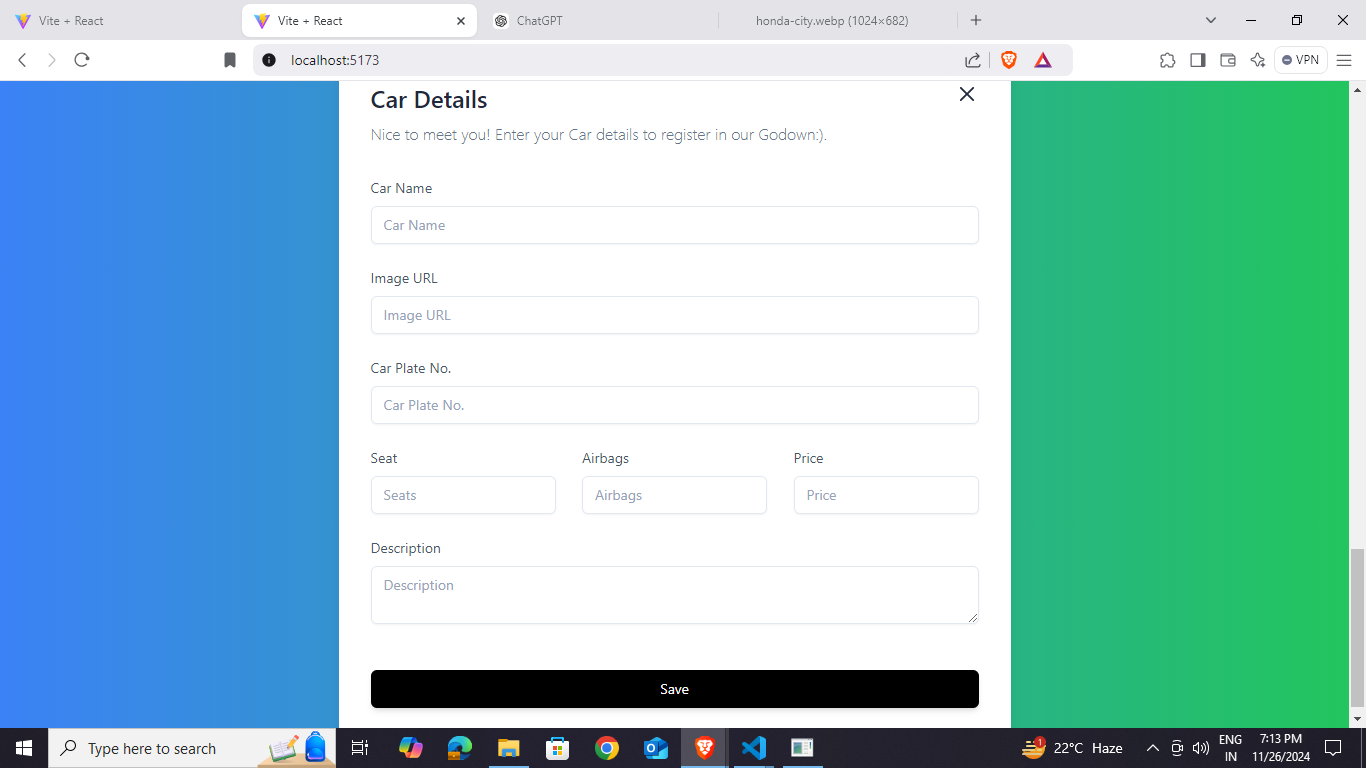 Vite + React
Vite + React
ChatGPT
honda-city.webp (1024×682)
localhost:5173
VPN
Car Details
Nice to meet you! Enter your Car details to register in our Godown:).
Car Name
Car Name
Image URL
Image URL
Car Plate No.
Car Plate No.
Seat Airbags Price
Seats Airbags Price
Description
Description
Save
Type here to search
1
22°C Haze
ENG
IN
7:13 PM
11/26/2024